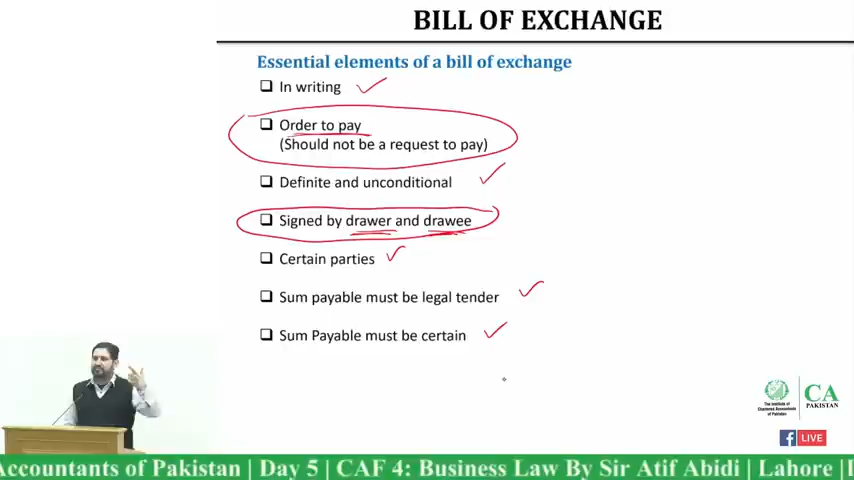 BILL OF EXCHANGE
Essential elements of a bill of exchange
In writing
Order to pay
(Should not be a request to pay)
Definite and unconditional
Signed by drawer and drawee
Certain parties
Sum payable must be legal tender
Sum Payable must be certain
The Institute of
Chartered Accountants
of Pakistan
CA
PAKISTAN
f LIVE
Accountants of Pakistan | Day 5 | CAF 4: Business Law By Sir Atif Abidi | Lahore |